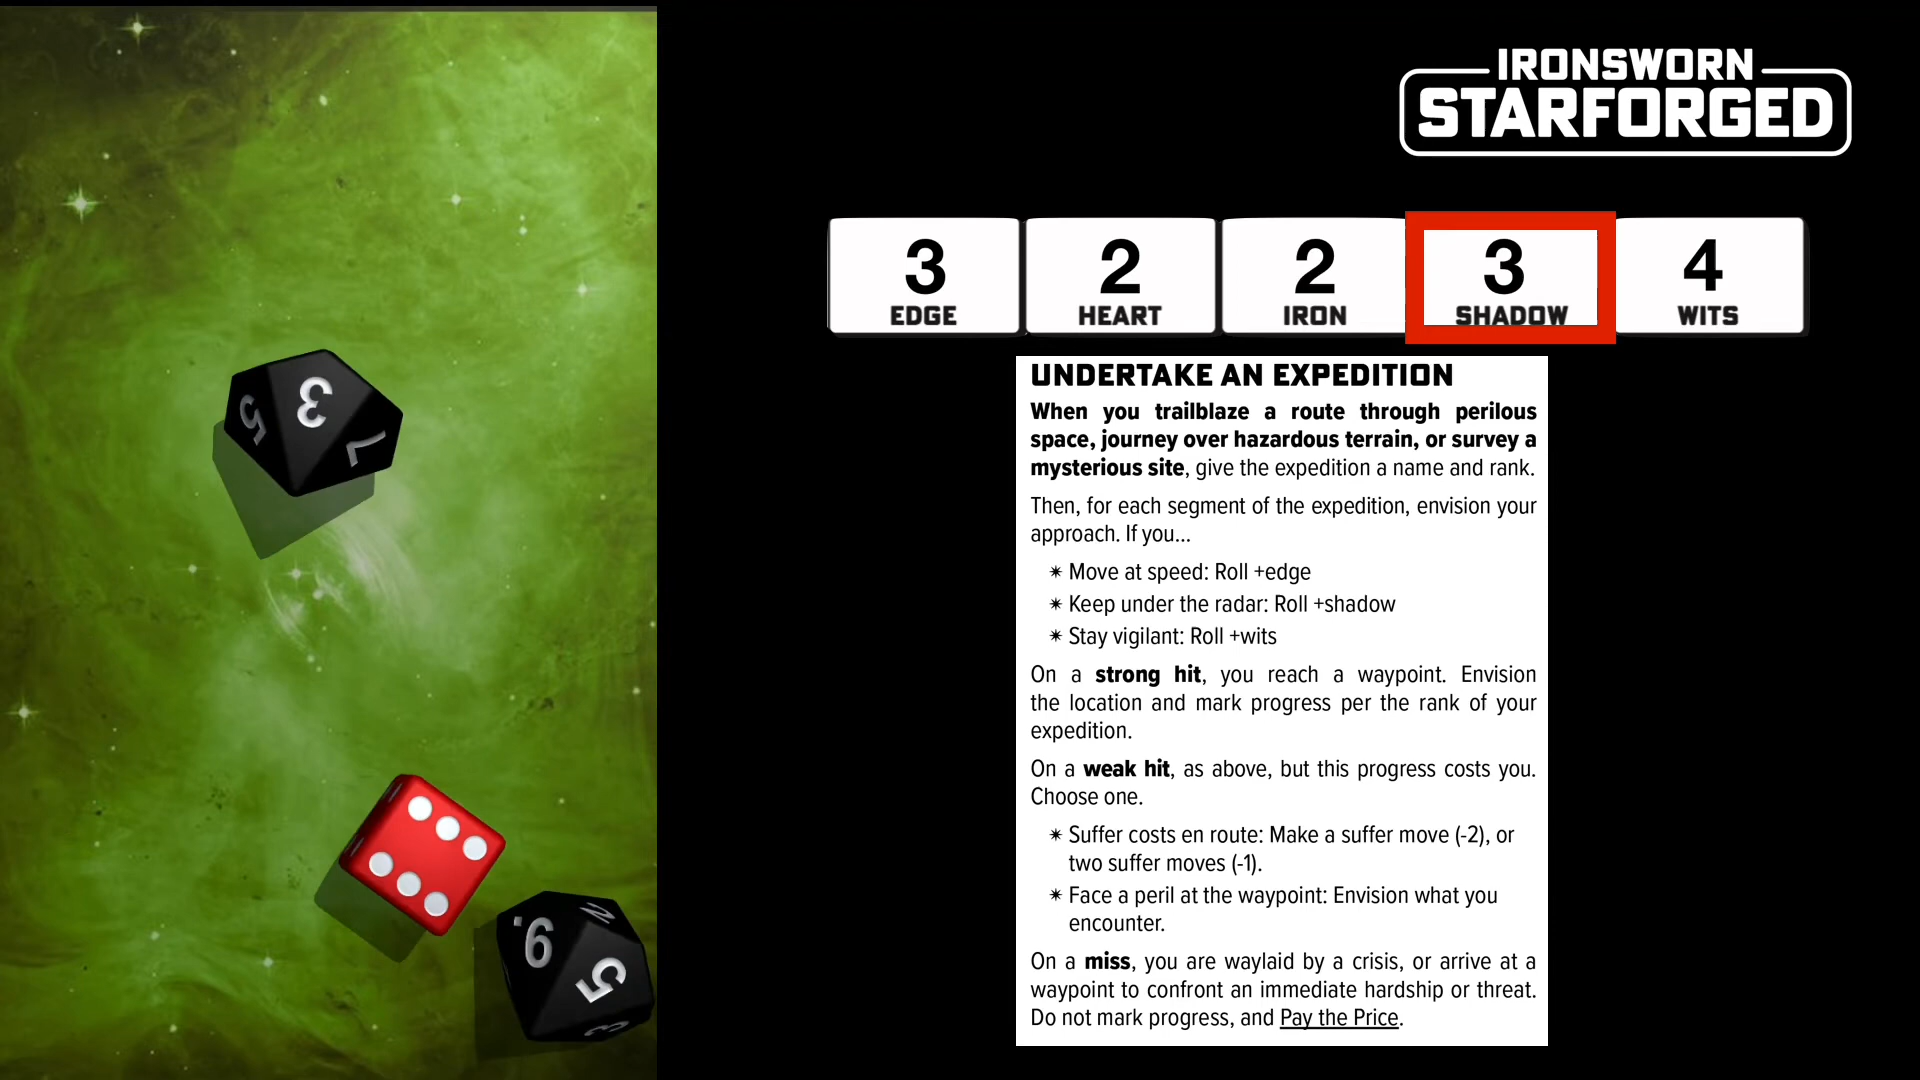 IRONSWORN
STARFORGED
3 2 2 3 4
EDGE HEART IRON SHADOW WITS
UNDERTAKE AN EXPEDITION
When you trailblaze a route through perilous
space, journey over hazardous terrain, or survey a
mysterious site, give the expedition a name and rank.
Then, for each segment of the expedition, envision your
approach. If you...
✴ Move at speed: Roll +edge
✴ Keep under the radar: Roll +shadow
✴ Stay vigilant: Roll +wits
On a strong hit, you reach a waypoint. Envision
the location and mark progress per the rank of your
expedition.
On a weak hit, as above, but this progress costs you.
Choose one.
✴ Suffer costs en route: Make a suffer move (-2), or
two suffer moves (-1).
✴ Face a peril at the waypoint: Envision what you
encounter.
On a miss, you are waylaid by a crisis, or arrive at a
waypoint to confront an immediate hardship or threat.
Do not mark progress, and Pay the Price.
5 3 7
9. 5